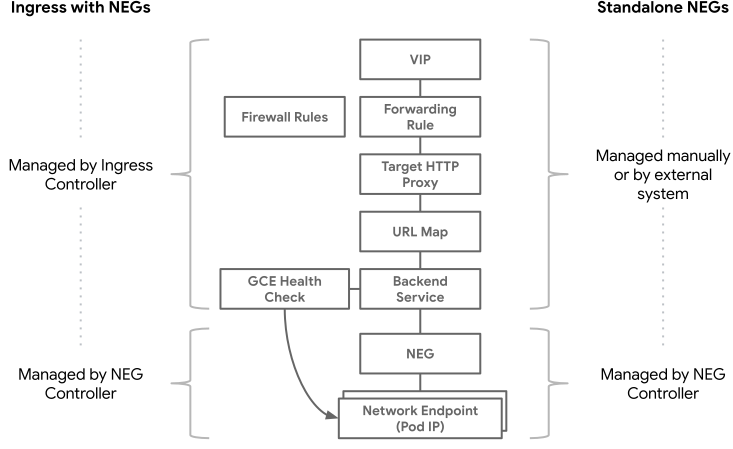 Ingress with NEGs
Standalone NEGs
VIP
Firewall Rules
Forwarding
Rule
Managed by Ingress
Controller
Target HTTP
Proxy
Managed manually
or by external
system
URL Map
GCE Health
Check
Backend
Service
Managed by NEG
Controller
NEG
Managed by NEG
Controller
Network Endpoint
(Pod IP)